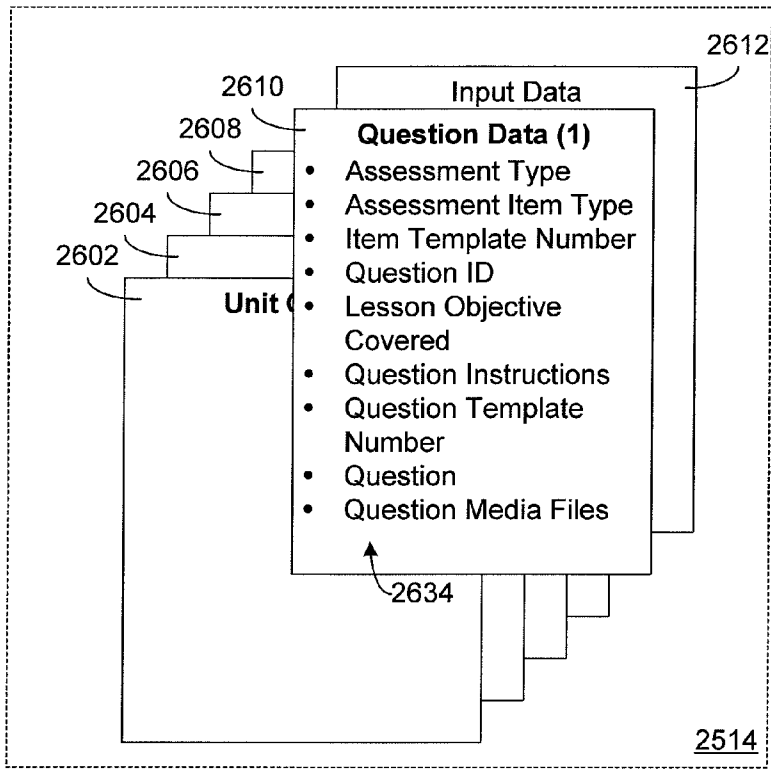 2612
Input Data
2610
Question Data (1)
2608
• Assessment Type
2606
• Assessment Item Type
2604
• Item Template Number
2602
• Question ID
Unit
• Lesson Objective
Covered
• Question Instructions
• Question Template
Number
• Question
• Question Media Files
2634
2514